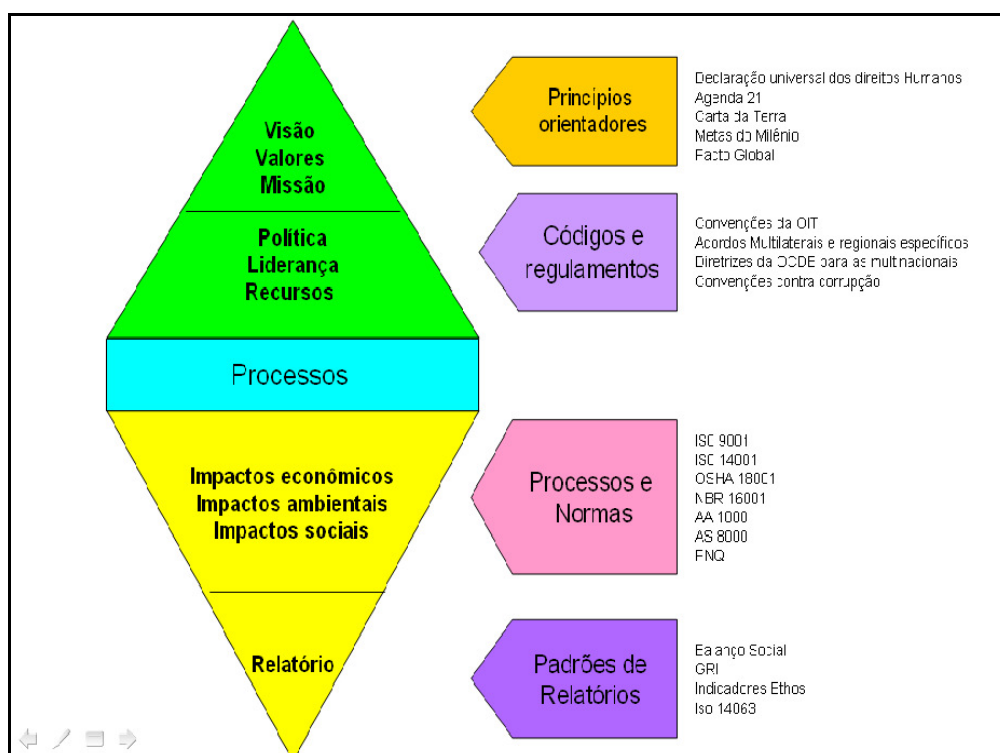 Visão
Valores
Missão
Política
Liderança
Recursos
Processos
Impactos econômicos
Impactos ambientais
Impactos sociais
Relatório
Princípios
orientadores
Declaração universal dos direitos Humanos
Agenda 21
Carta da Terra
Metas do Milênio
Pacto Global
Códigos e
regulamentos
Convenções da OIT
Acordos Multilaterais e regionais específicos
Diretrizes da OCDE para as multinacionais
Convenções contra corrupção
Processos e
Normas
ISO 9001
ISO 14001
OSHA 18001
NBR 16001
AA 1000
AS 8000
FNQ
Padrões de
Relatórios
Balanço Social
GRI
Indicadores Ethos
Iso 14063